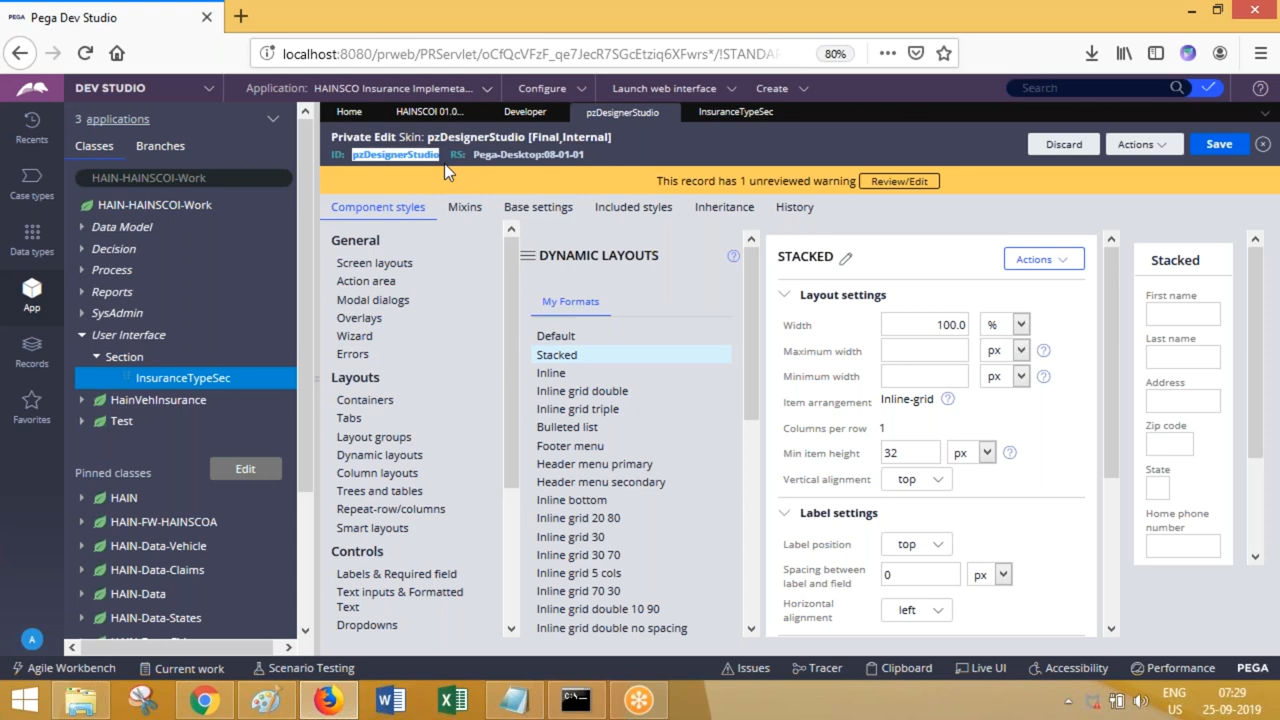 PEGA Pega Dev Studio
localhost:8080/prweb/PRServlet/oCfQcVFzF_qe7JecR7SGcEtziq6XFwrs*/!STANDAR
80%
DEV STUDIO
Application: HAINSCO Insurance Implemeta...
Configure
Launch web interface
Create
Search
Recents
Case types
Data types
App
Records
Favorites
A
3 applications
Classes
Branches
HAIN-HAINSCOI-Work
HAIN-HAINSCOI-Work
Data Model
Decision
Process
Reports
SysAdmin
User Interface
Section
InsuranceTypeSec
HainVehInsurance
Test
Pinned classes
Edit
HAIN
HAIN-FW-HAINSCOA
HAIN-Data-Vehicle
HAIN-Data-Claims
HAIN-Data
HAIN-Data-States
Home
HAINSCOI 01.0...
Developer
pzDesignerStudio
InsuranceTypeSec
Private Edit Skin: pzDesignerStudio [Final,Internal]
ID: pzDesignerStudio RS: Pega-Desktop:08-01-01
Discard
Actions
Save
This record has 1 unreviewed warning
Review/Edit
Component styles
Mixins
Base settings
Included styles
Inheritance
History
General
Screen layouts
Action area
Modal dialogs
Overlays
Wizard
Errors
Layouts
Containers
Tabs
Layout groups
Dynamic layouts
Column layouts
Trees and tables
Repeat-row/columns
Smart layouts
Controls
Labels & Required field
Text inputs & Formatted
Text
Dropdowns
DYNAMIC LAYOUTS
My Formats
Default
Stacked
Inline
Inline grid double
Inline grid triple
Bulleted list
Footer menu
Header menu primary
Header menu secondary
Inline bottom
Inline grid 20 80
Inline grid 30
Inline grid 30 70
Inline grid 5 cols
Inline grid 70 30
Inline grid double 10 90
Inline grid double no spacing
STACKED
Actions
Layout settings
Width 100.0 %
Maximum width px
Minimum width px
Item arrangement Inline-grid
Columns per row 1
Min item height 32 px
Vertical alignment top
Label settings
Label position top
Spacing between
label and field 0 px
Horizontal
alignment left
Stacked
First name
Last name
Address
Zip code
State
Home phone
number
Agile Workbench
Current work
Scenario Testing
Issues
Tracer
Clipboard
Live UI
Accessibility
Performance
PEGA
ENG
US
07:29
25-09-2019